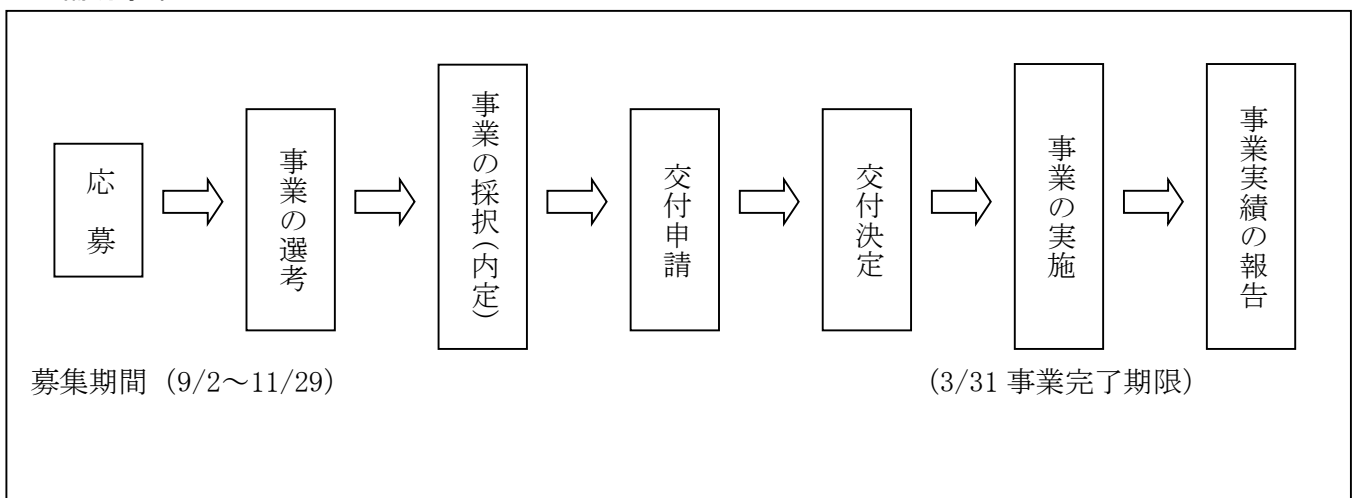 応募
事業の選考
事業の採択（内定）
交付申請
交付決定
事業の実施
事業実績の報告
募集期間（9/2～11/29）
（3/31 事業完了期限）